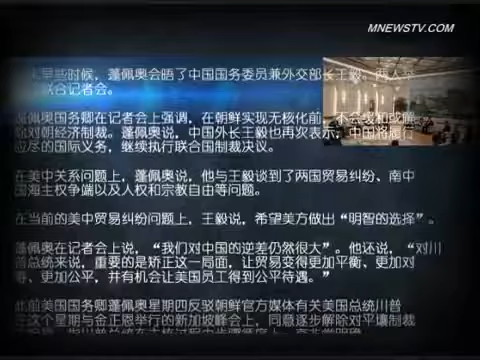 MNEWSTV.COM
早些时候，蓬佩奥会晤了中国国务委员兼外交部长王毅。两人举
联合记者会。
蓬佩奥国务卿在记者会上强调，在朝鲜实现无核化前，不会缓和或解
除对朝经济制裁。蓬佩奥说，中国外长王毅也再次表示，中国将履行
应尽的国际义务，继续执行联合国制裁决议。
在美中关系问题上，蓬佩奥说，他与王毅谈到了两国贸易纠纷、南中
国海主权争端以及人权和宗教自由等问题。
在当前的美中贸易纠纷问题上，王毅说，希望美方做出“明智的选择”。
蓬佩奥在记者会上说，“我们对中国的逆差仍然很大”。他还说，“对川
普总统来说，重要的是矫正这一局面，让贸易变得更加平衡、更加对
等、更加公平，并有机会让美国员工得到公平待遇。”
此前美国国务卿蓬佩奥星期四反驳朝鲜官方媒体有关美国总统川普
在这个星期与金正恩举行的新加坡峰会上，同意逐步解除对平壤制裁